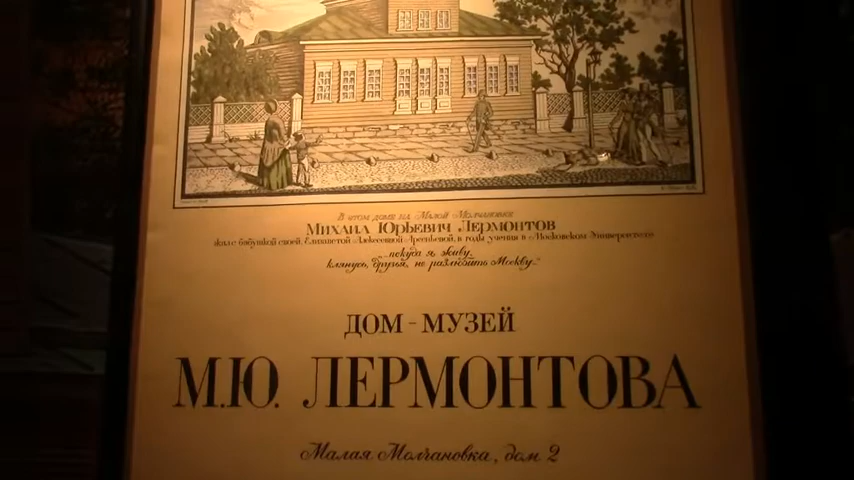 В этом доме на Малой Молчановке
Михаил Юрьевич Лермонтов
жил с бабушкой своей, Елизаветой Алексеевной Арсеньевой, в годы учения в Московском Университете
„...покуда я живу,
клянусь, друзья, не разлюбить Москву..."
ДОМ-МУЗЕЙ
М.Ю. ЛЕРМОНТОВА
Малая Молчановка, дом 2